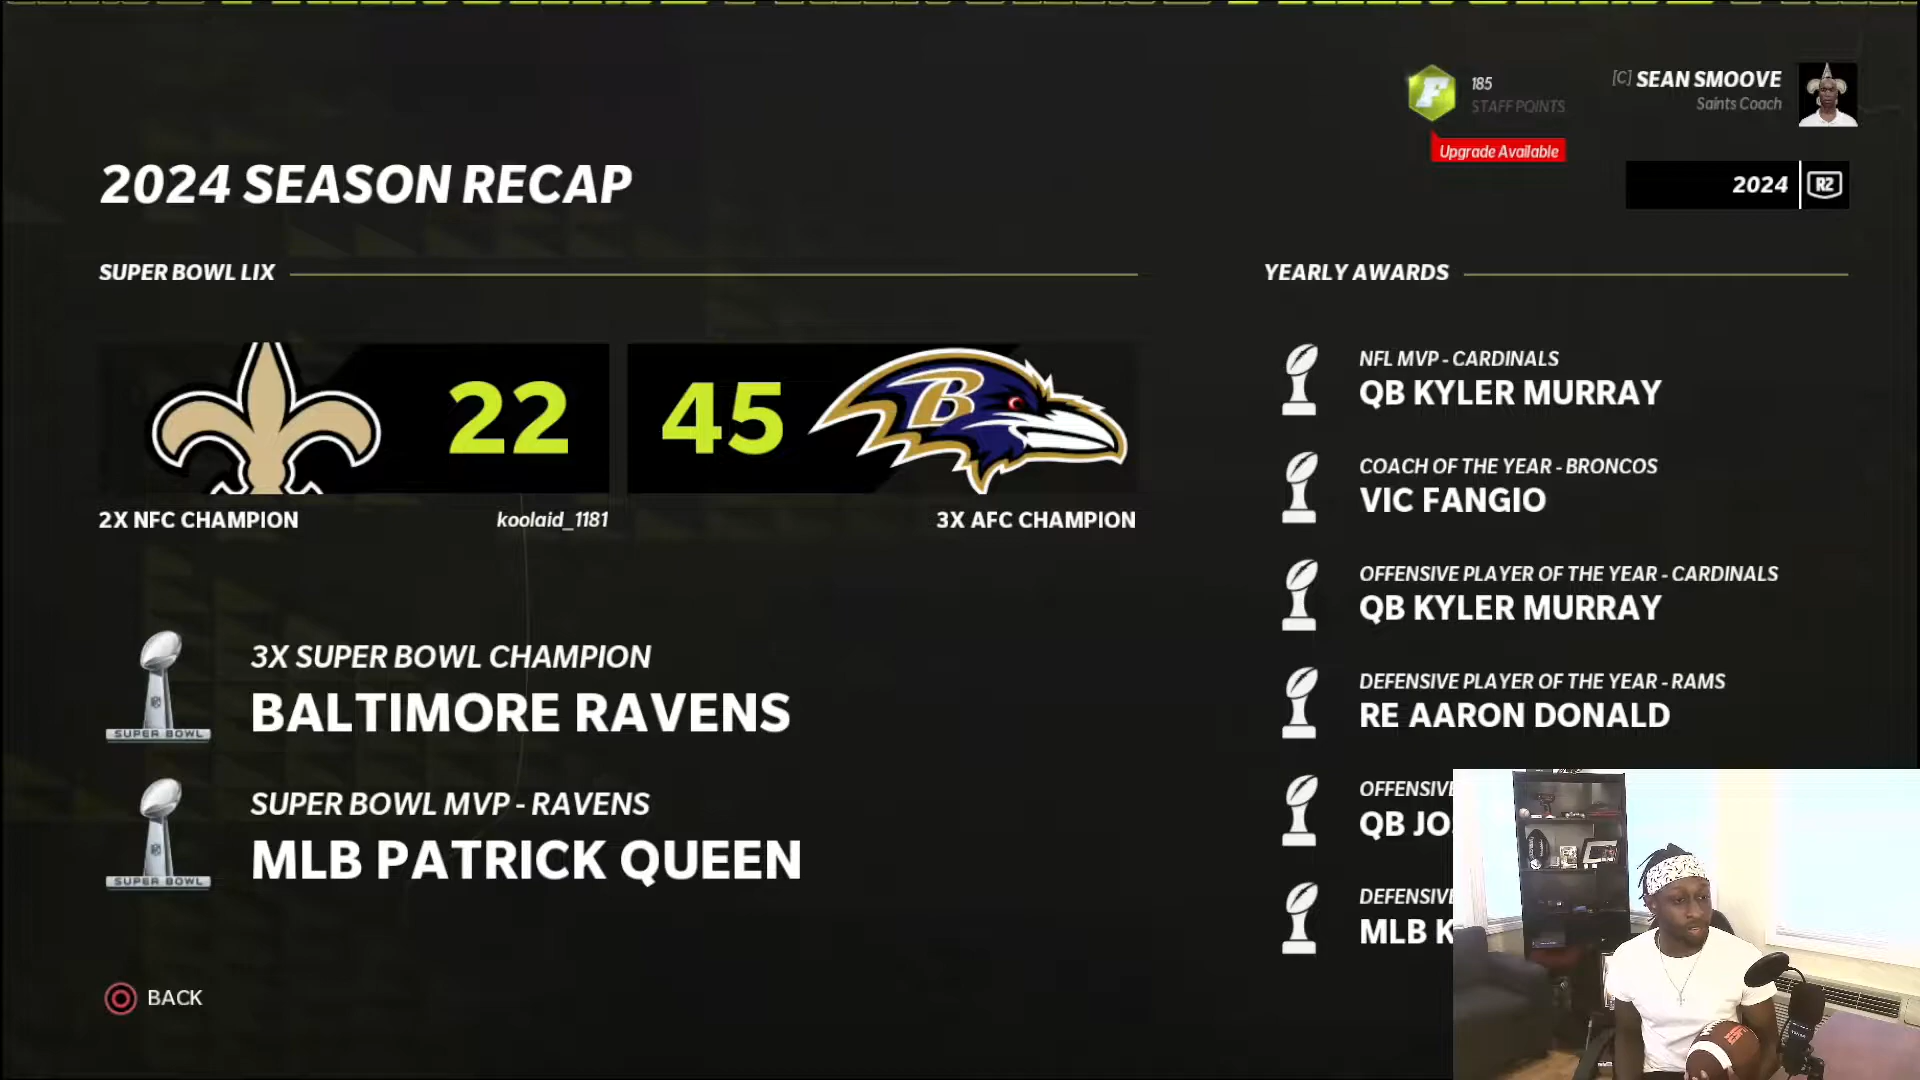 185
STAFF POINTS
Upgrade Available
[C] SEAN SMOOVE
Saints Coach
2024 R2
2024 SEASON RECAP
SUPER BOWL LIX
22
45
B
2X NFC CHAMPION
koolaid_1181
3X AFC CHAMPION
SUPER BOWL
3X SUPER BOWL CHAMPION
BALTIMORE RAVENS
SUPER BOWL
SUPER BOWL MVP - RAVENS
MLB PATRICK QUEEN
YEARLY AWARDS
NFL MVP - CARDINALS
QB KYLER MURRAY
COACH OF THE YEAR - BRONCOS
VIC FANGIO
OFFENSIVE PLAYER OF THE YEAR - CARDINALS
QB KYLER MURRAY
DEFENSIVE PLAYER OF THE YEAR - RAMS
RE AARON DONALD
OFFENSIVE
QB JO
DEFENSIVE
MLB K
BACK